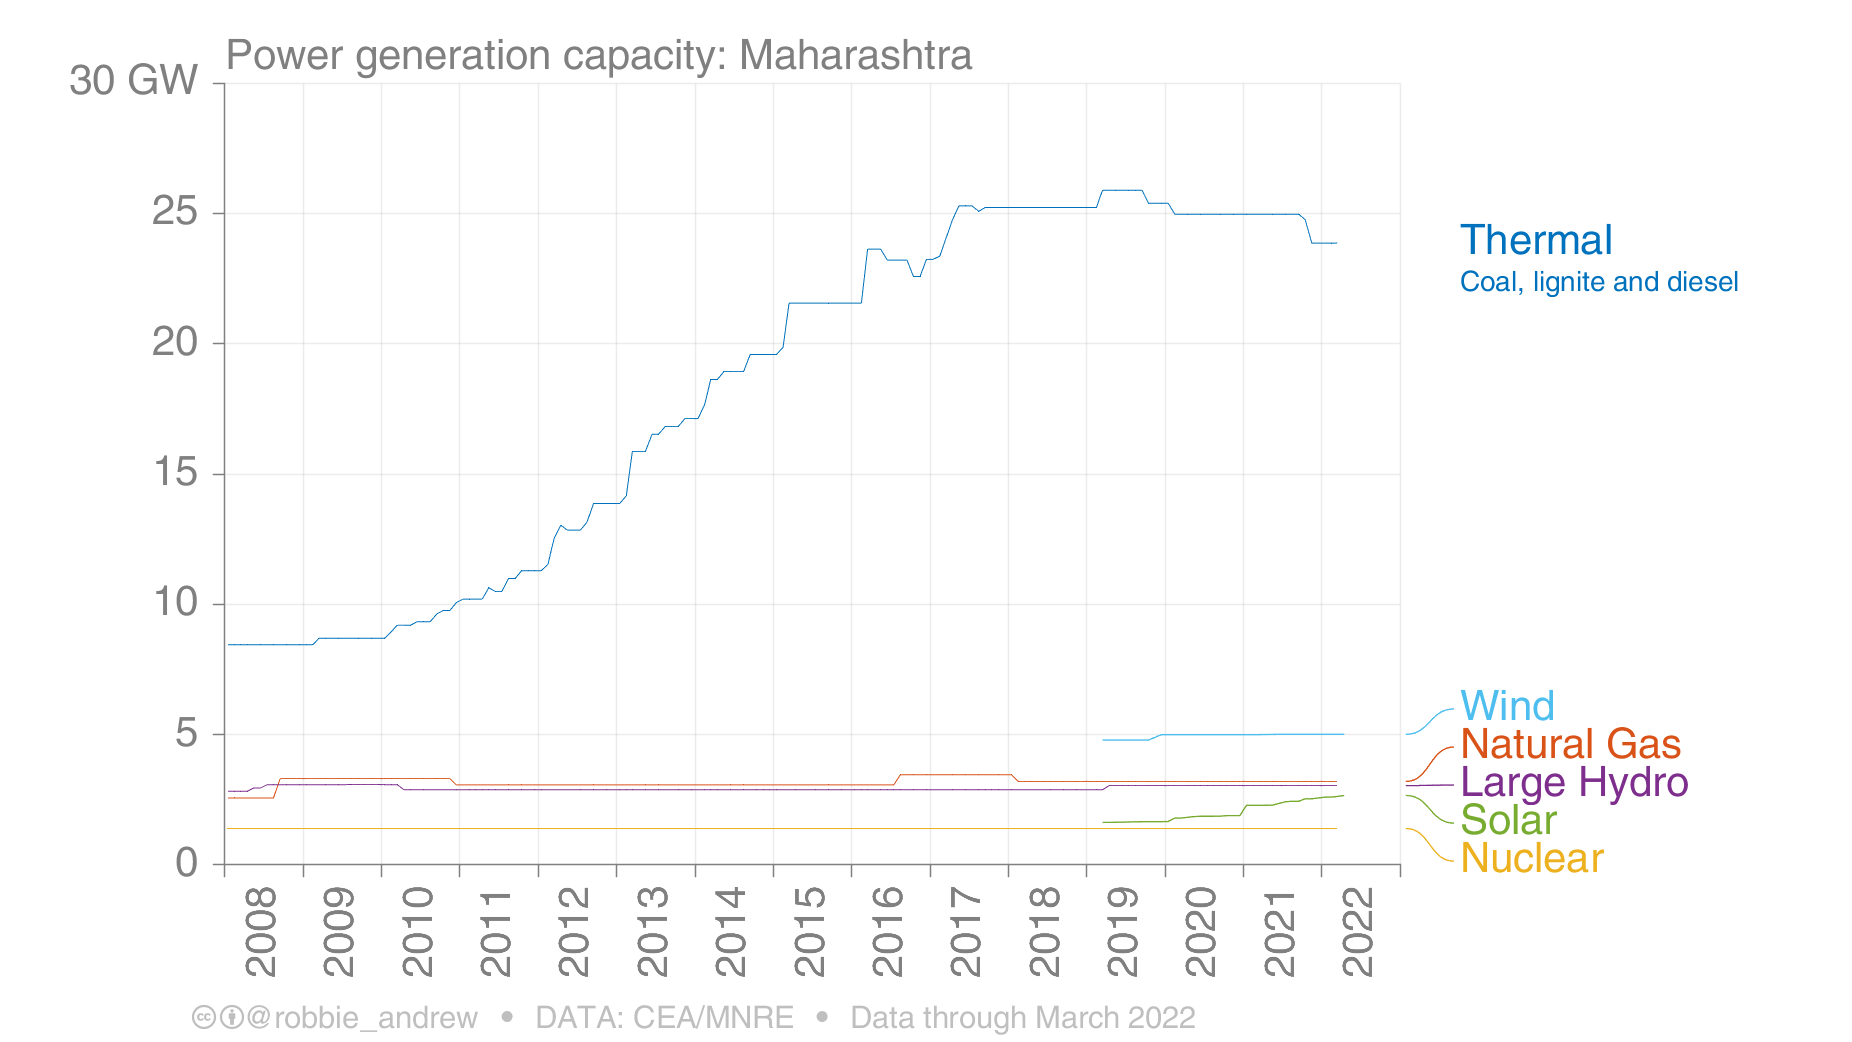 Power generation capacity: Maharashtra
30 GW
25
20
15
10
5
0
Thermal
Coal, lignite and diesel
Wind
Natural Gas
Large Hydro
Solar
Nuclear
2008 2009 2010 2011 2012 2013 2014 2015 2016 2017 2018 2019 2020 2021 2022
cc @robbie_andrew • DATA: CEA/MNRE • Data through March 2022